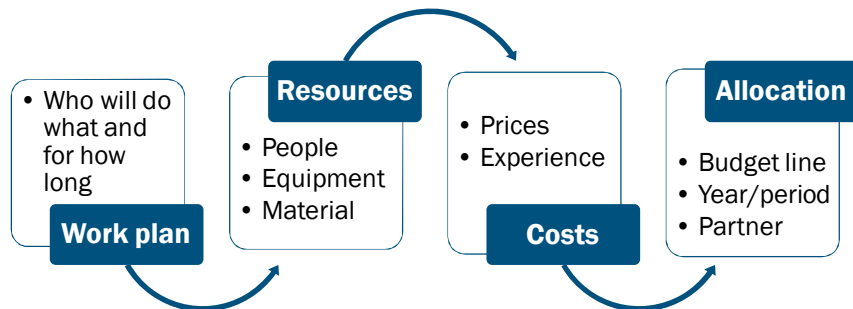 • Who will do
what and
for how
long
Work plan
Resources
• People
• Equipment
• Material
• Prices
• Experience
Costs
Allocation
• Budget line
• Year/period
• Partner